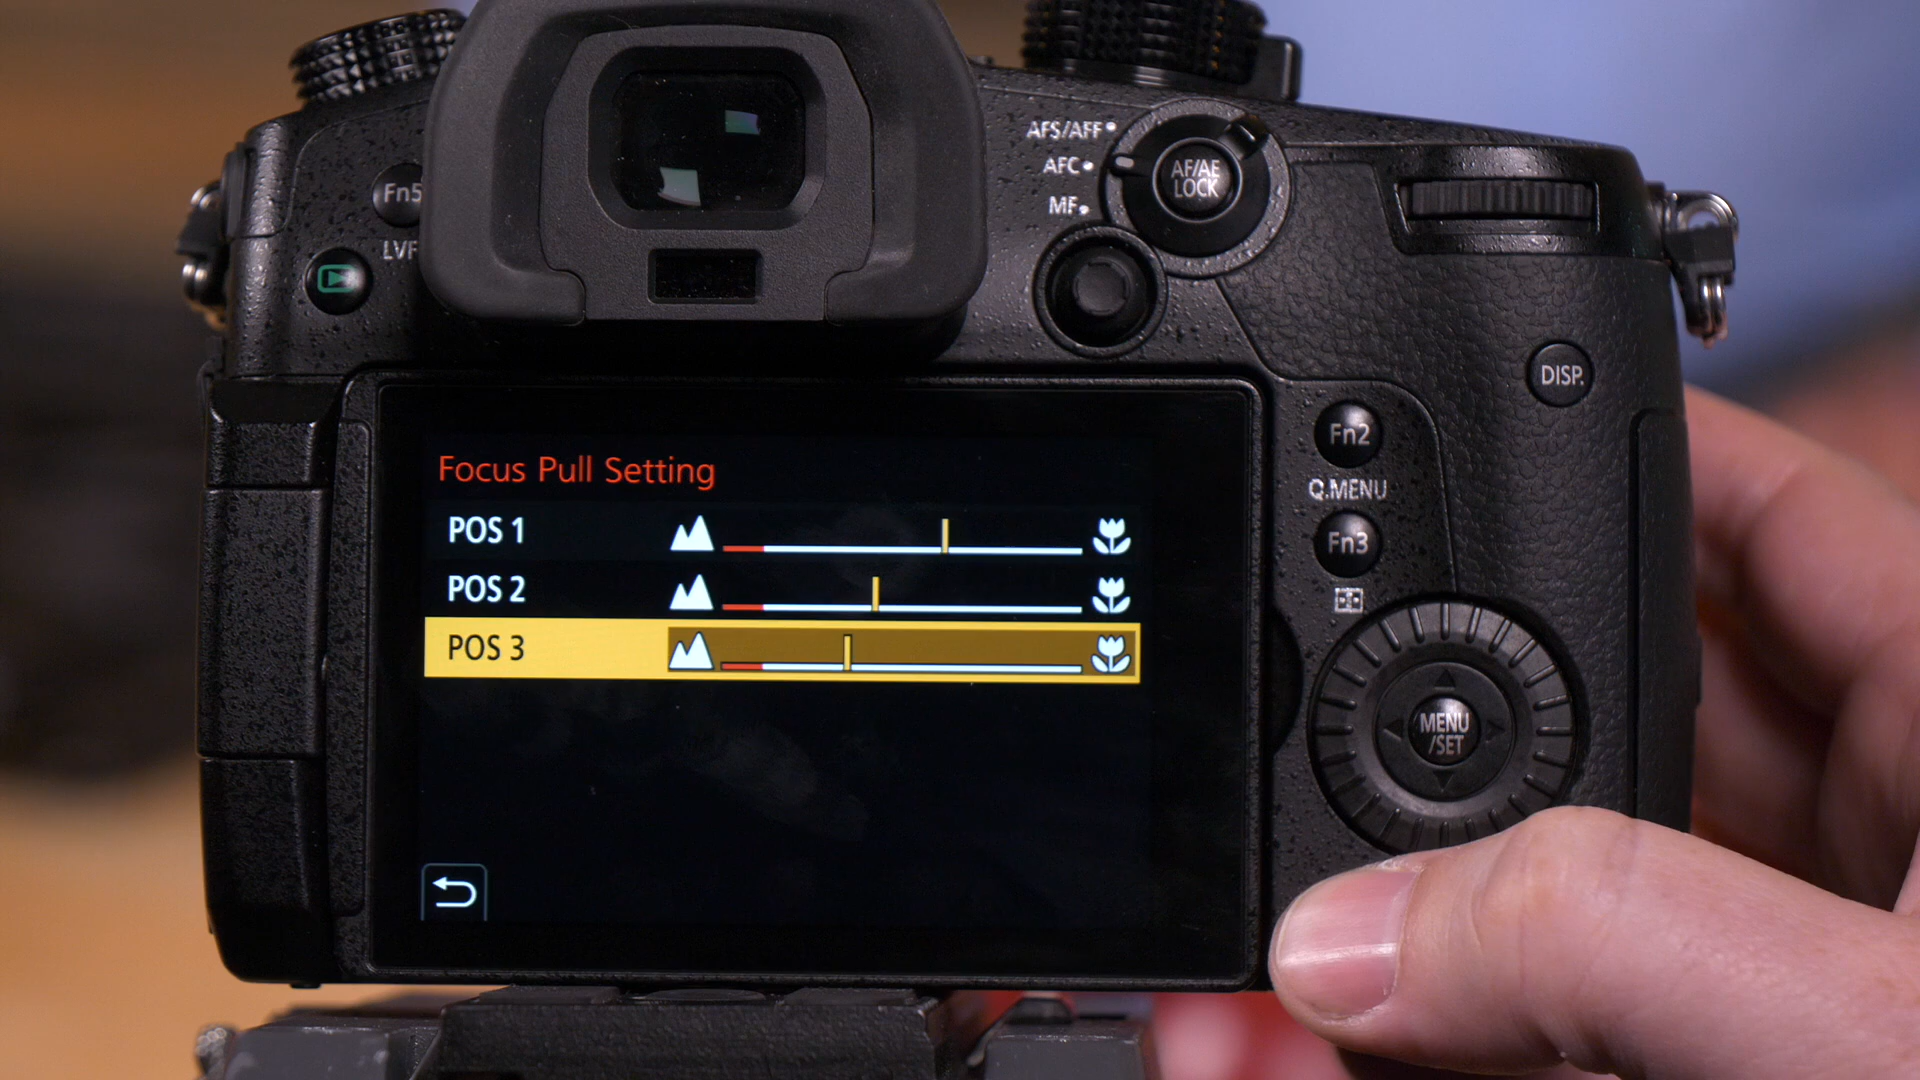 Fn5
LVF
AFS/AFF
AFC
MF
AF/AE
LOCK
DISP.
Fn2
Q.MENU
Fn3
MENU
/SET
Focus Pull Setting
POS 1
POS 2
POS 3